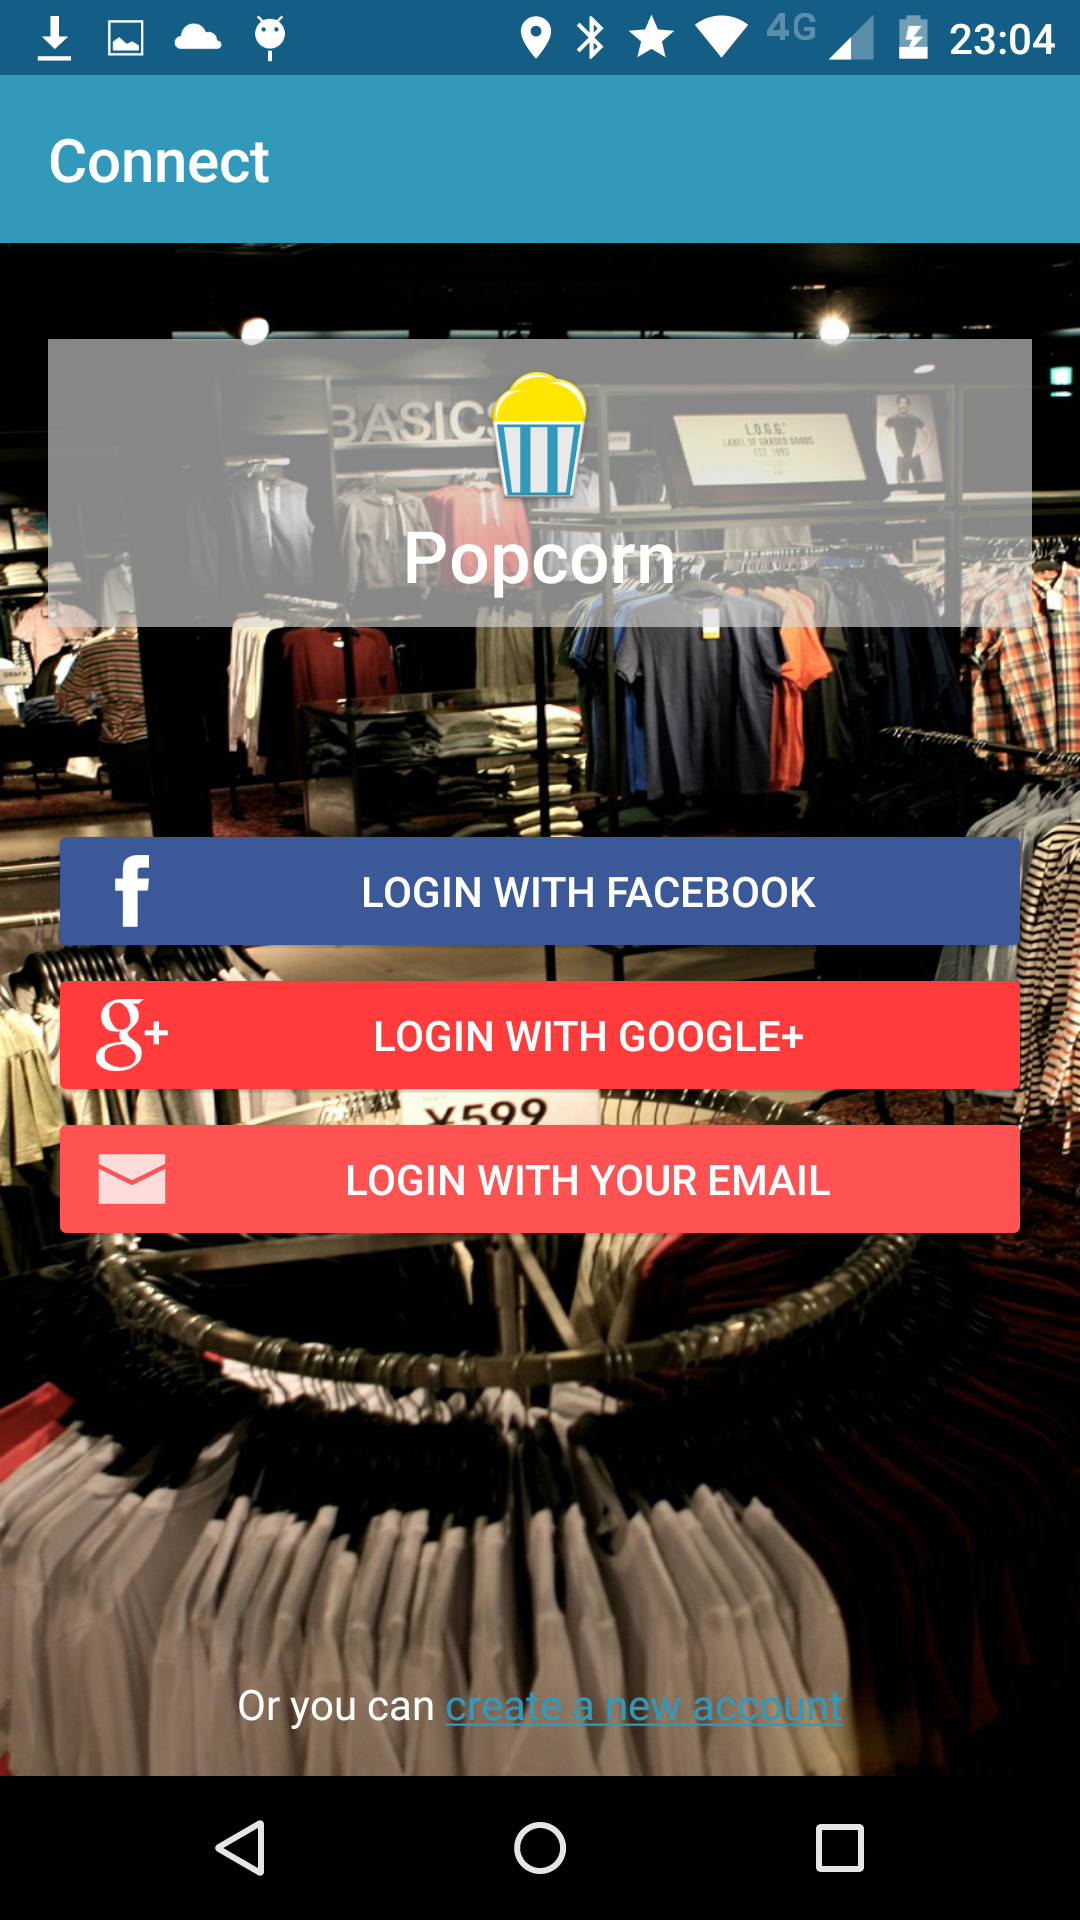 4G 23:04
Connect
BASICS
L.O.G.G.
LABEL OF GRADED GOODS
EST. 1993
Popcorn
LOGIN WITH FACEBOOK
g+ LOGIN WITH GOOGLE+
¥599
LOGIN WITH YOUR EMAIL
Or you can create a new account